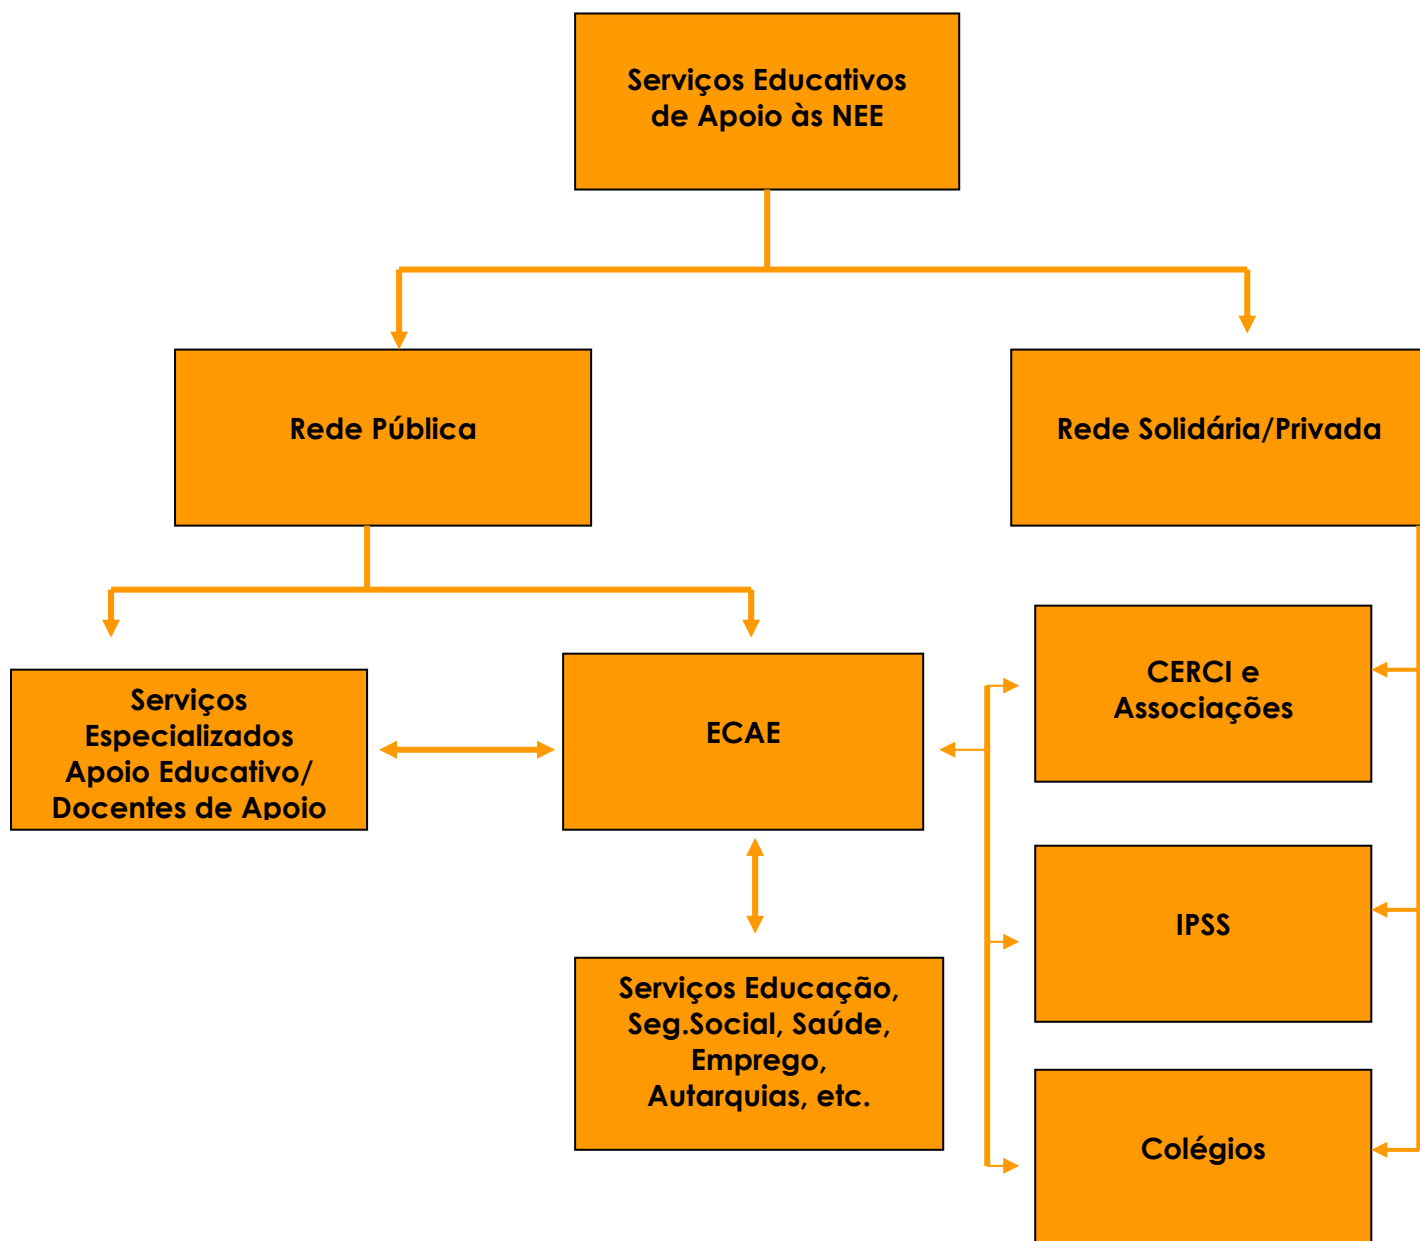 Serviços Educativos
de Apoio às NEE
Rede Pública
Rede Solidária/Privada
Serviços
Especializados
Apoio Educativo/
Docentes de Apoio
ECAE
CERCI e
Associações
IPSS
Serviços Educação,
Seg.Social, Saúde,
Emprego,
Autarquias, etc.
Colégios